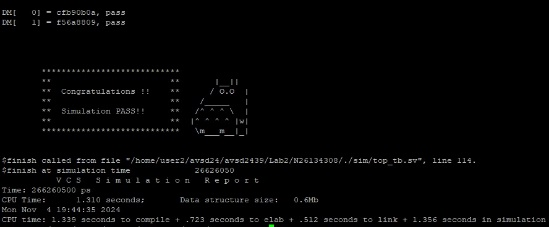 DM[   0] = cfb90b0a, pass
DM[   1] = f56a8809, pass
****************************
**                        **       |__||
**  Congratulations !!    **      / O.O  |
**                        **    /_____   |
**  Simulation PASS!!     **   /^ ^ ^ \  |
**                        **  |^ ^ ^ ^ |w|
****************************   \m___m__|_|
$finish called from file "/home/user2/avsd24/avsd2439/Lab2/N26134308/./sim/top_tb.sv", line 114.
$finish at simulation time             26626050
V C S   S i m u l a t i o n   R e p o r t
Time: 266260500 ps
CPU Time:      1.310 seconds;       Data structure size:   0.6Mb
Mon Nov  4 19:44:35 2024
CPU time: 1.339 seconds to compile + .723 seconds to elab + .512 seconds to link + 1.356 seconds in simulation